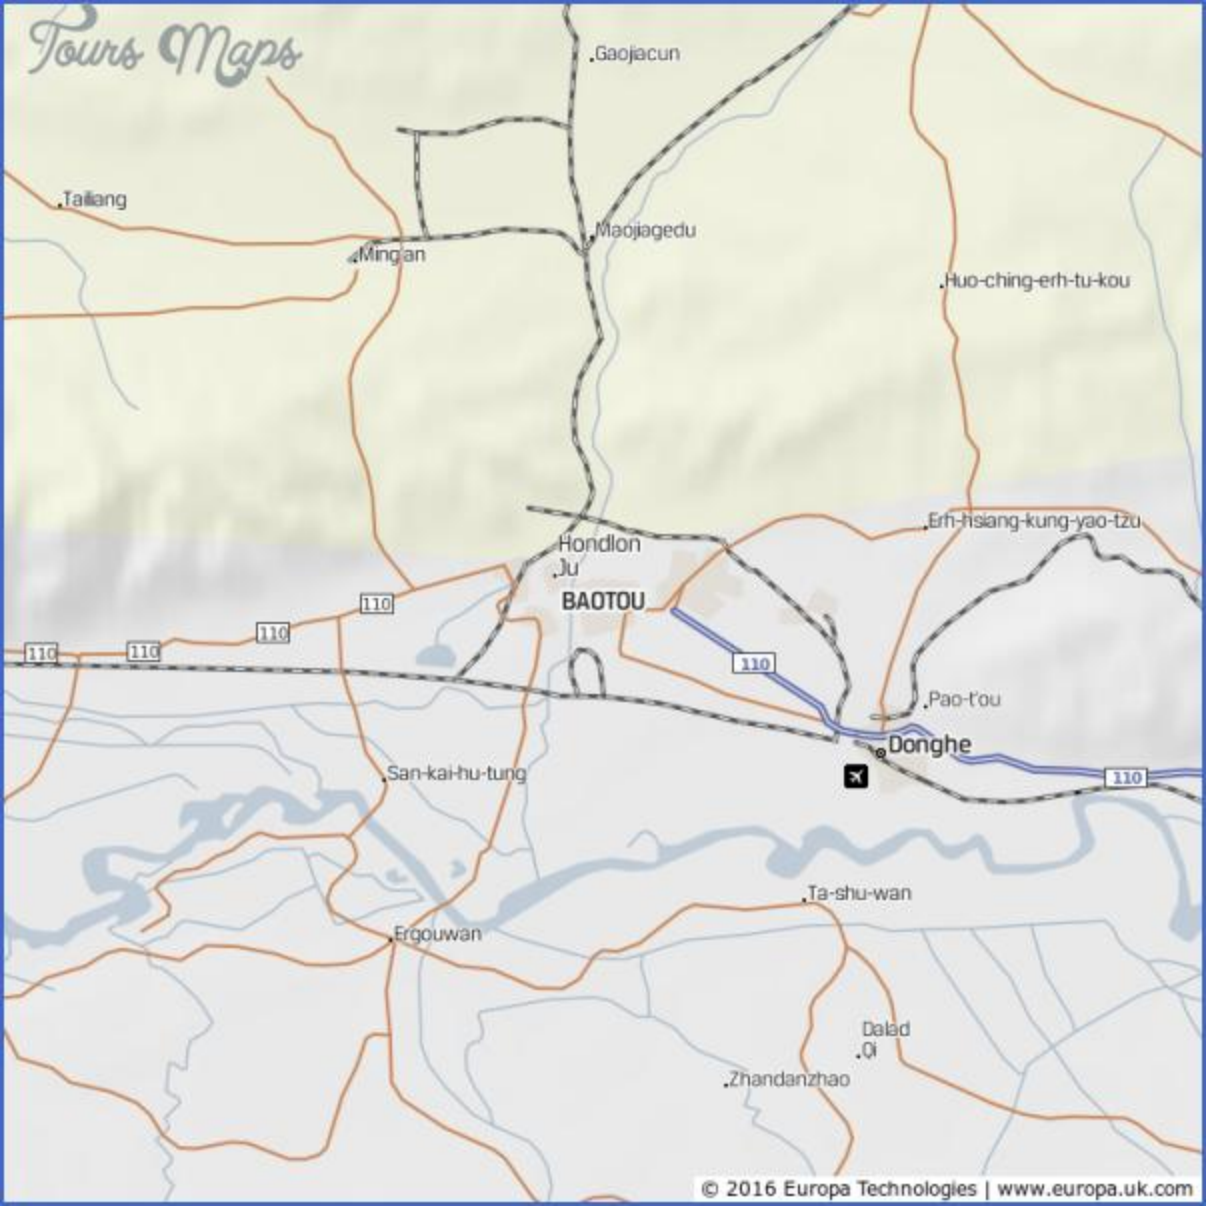 Tours Maps
Gaojiacun
Tailiang
Maojiagedu
Mingan
Huo-ching-erh-tu-kou
Erh-hsiang-kung-yao-tzu
Hondlon
Ju
BAOTOU
110
110
110
110
110
Pao-t'ou
Donghe
San-kai-hu-tung
110
Ta-shu-wan
Ergouwan
Dalad
Qi
Zhandanzhao
© 2016 Europa Technologies | www.europa.uk.com